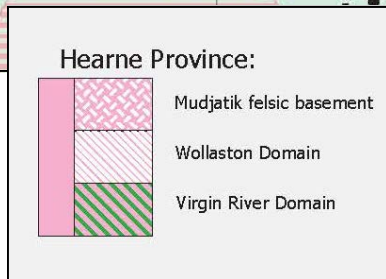 Hearne Province:
Mudjatik felsic basement
Wollaston Domain
Virgin River Domain